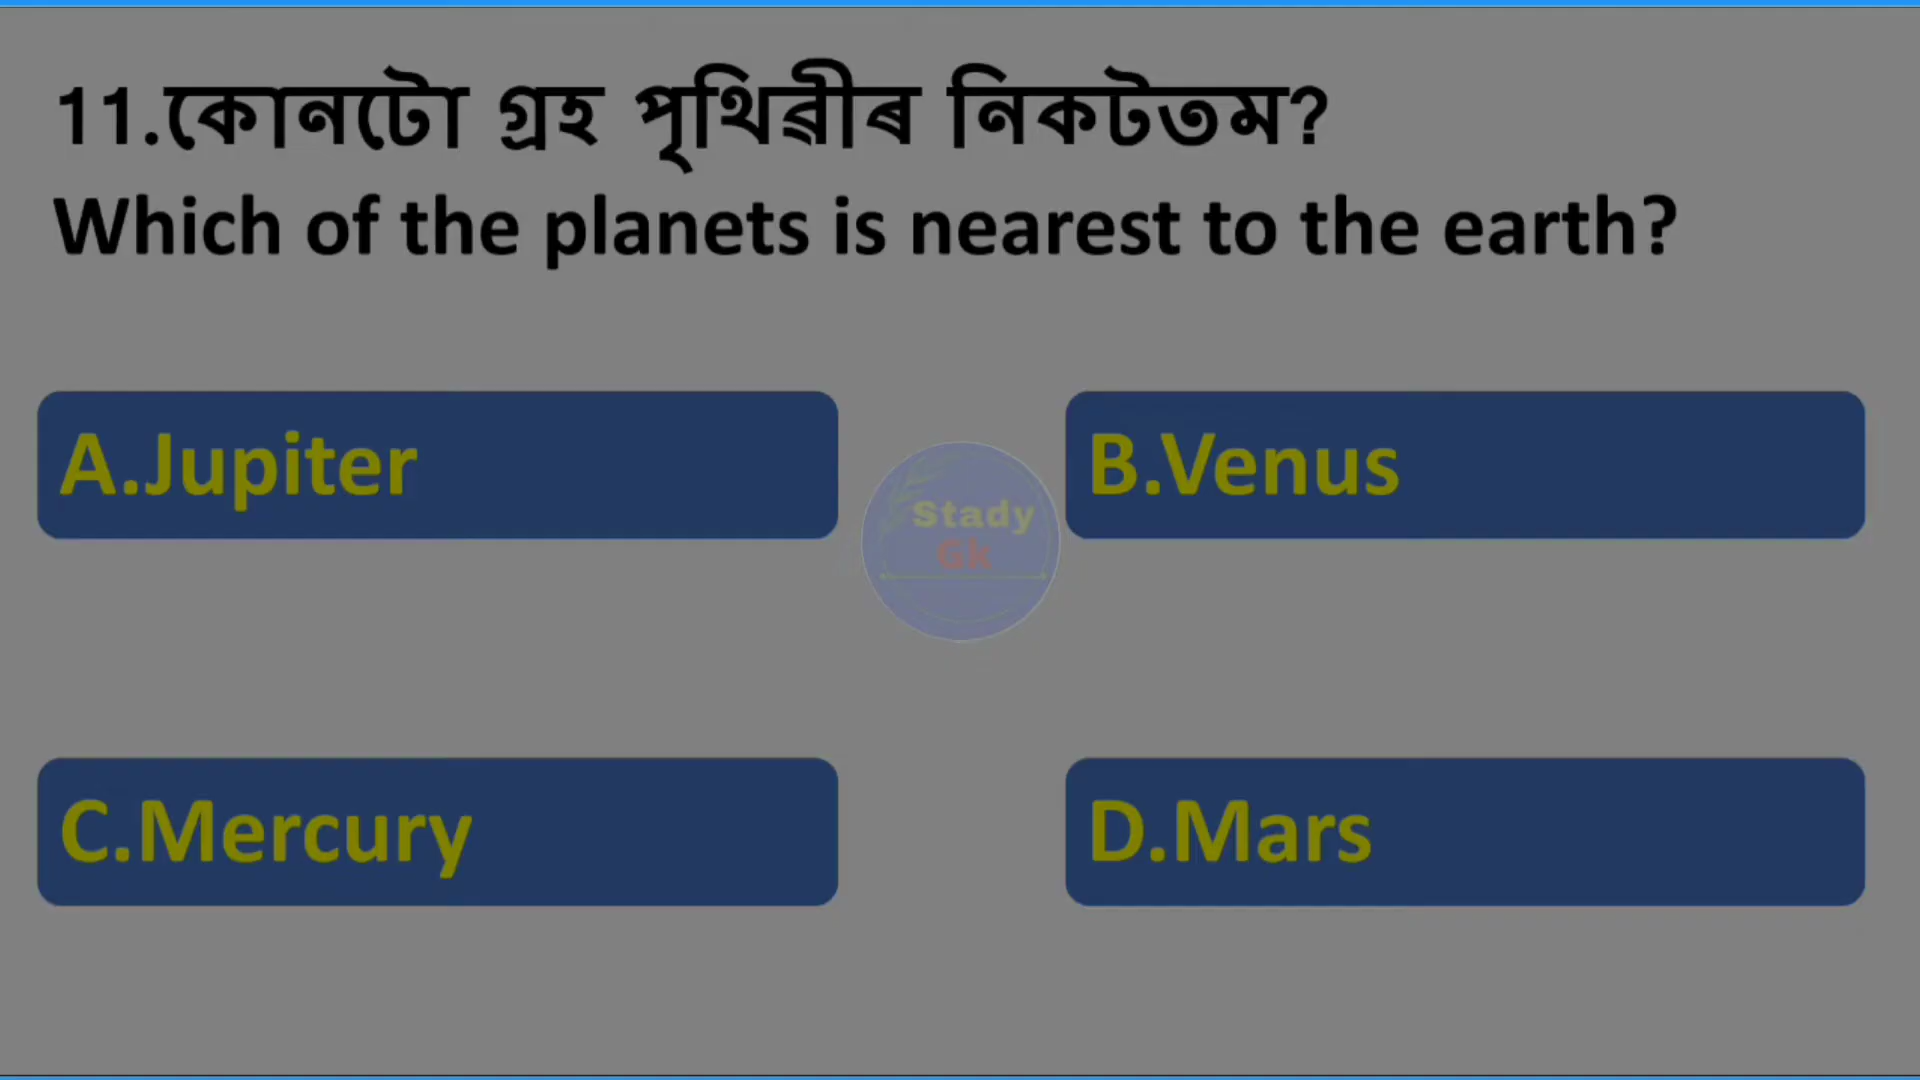 11.কোনটো গ্ৰহ পৃথিৱীৰ নিকটতম?
Which of the planets is nearest to the earth?
A.Jupiter
B.Venus
Stady
Gk
C.Mercury
D.Mars